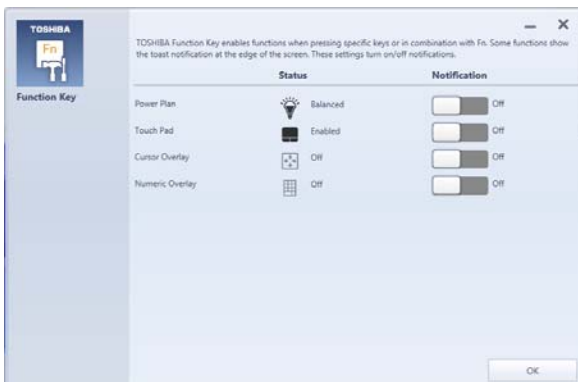 TOSHIBA
Fn
Function Key
TOSHIBA Function Key enables functions when pressing specific keys or in combination with Fn. Some functions show
the toast notification at the edge of the screen. These settings turn on/off notifications.
Status Notification
Power Plan Balanced Off
Touch Pad Enabled Off
Cursor Overlay Off Off
Numeric Overlay Off Off
OK